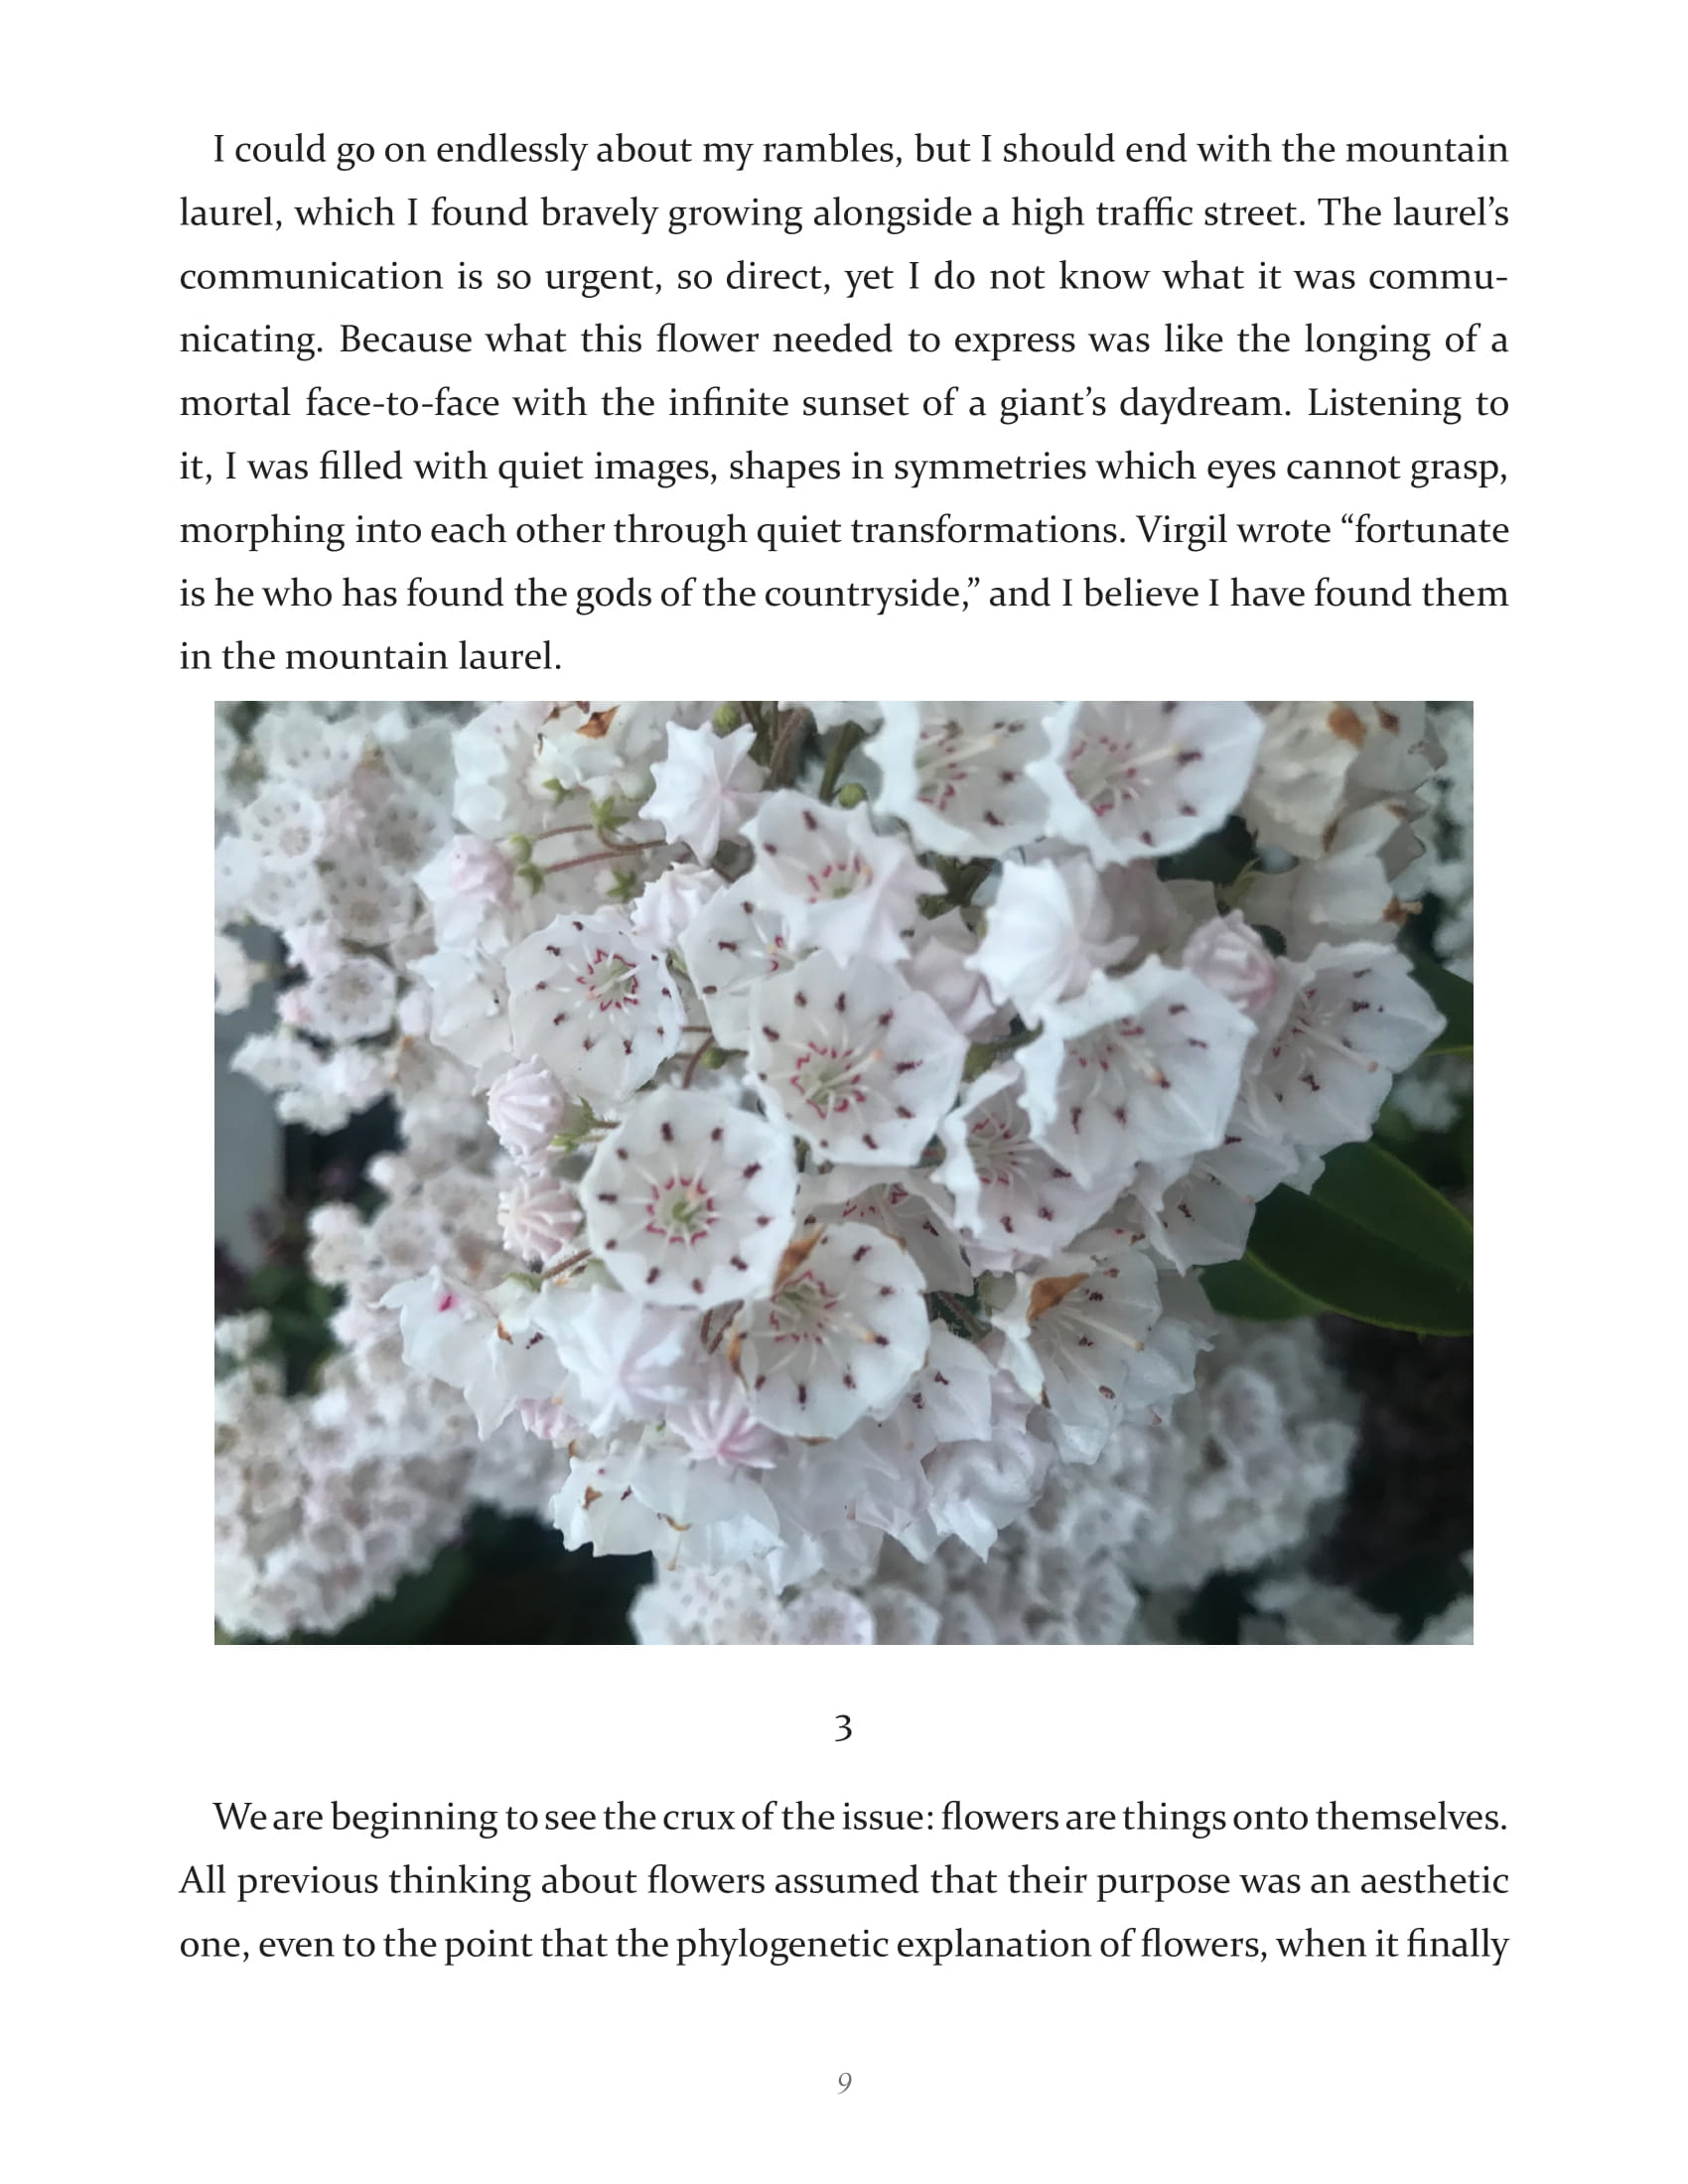 I could go on endlessly about my rambles, but I should end with the mountain
laurel, which I found bravely growing alongside a high traffic street. The laurel’s
communication is so urgent, so direct, yet I do not know what it was commu-
nicating. Because what this flower needed to express was like the longing of a
mortal face-to-face with the infinite sunset of a giant’s daydream. Listening to
it, I was filled with quiet images, shapes in symmetries which eyes cannot grasp,
morphing into each other through quiet transformations. Virgil wrote “fortunate
is he who has found the gods of the countryside,” and I believe I have found them
in the mountain laurel.
3
We are beginning to see the crux of the issue: flowers are things onto themselves.
All previous thinking about flowers assumed that their purpose was an aesthetic
one, even to the point that the phylogenetic explanation of flowers, when it finally
9